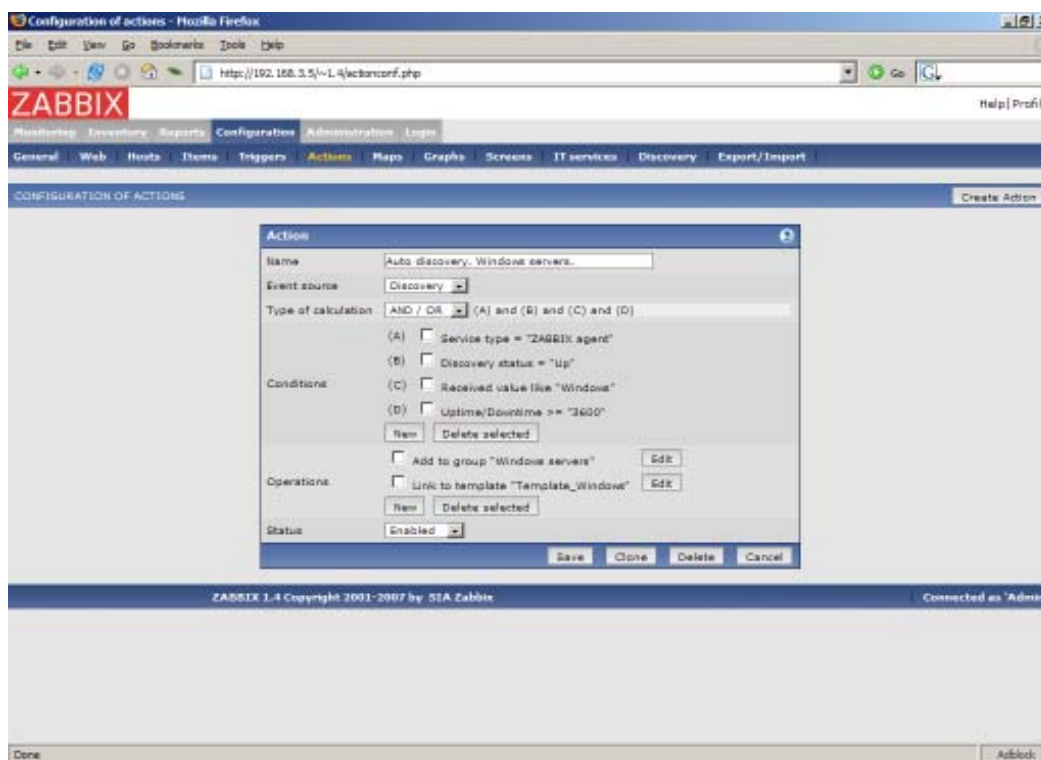 Configuration of actions - Mozilla Firefox
File Edit View Go Bookmarks Tools Help
http://192.168.3.5/~1.4/actionconf.php Go
ZABBIX Help | Profil
Monitoring Inventory Reports Configuration Administration Login
General Web Hosts Items Triggers Actions Maps Graphs Screens IT services Discovery Export/Import
CONFIGURATION OF ACTIONS Create Action
Action
Name Auto discovery. Windows servers.
Event source Discovery
Type of calculation AND / OR (A) and (B) and (C) and (D)
(A) Service type = "ZABBIX agent"
(B) Discovery status = "Up"
Conditions (C) Received value like "Windows"
(D) Uptime/Downtime >= "3600"
New Delete selected
Add to group "Windows servers" Edit
Operations Link to template "Template_Windows" Edit
New Delete selected
Status Enabled
Save Clone Delete Cancel
ZABBIX 1.4 Copyright 2001-2007 by SIA Zabbix Connected as 'Admin
Done Adblock